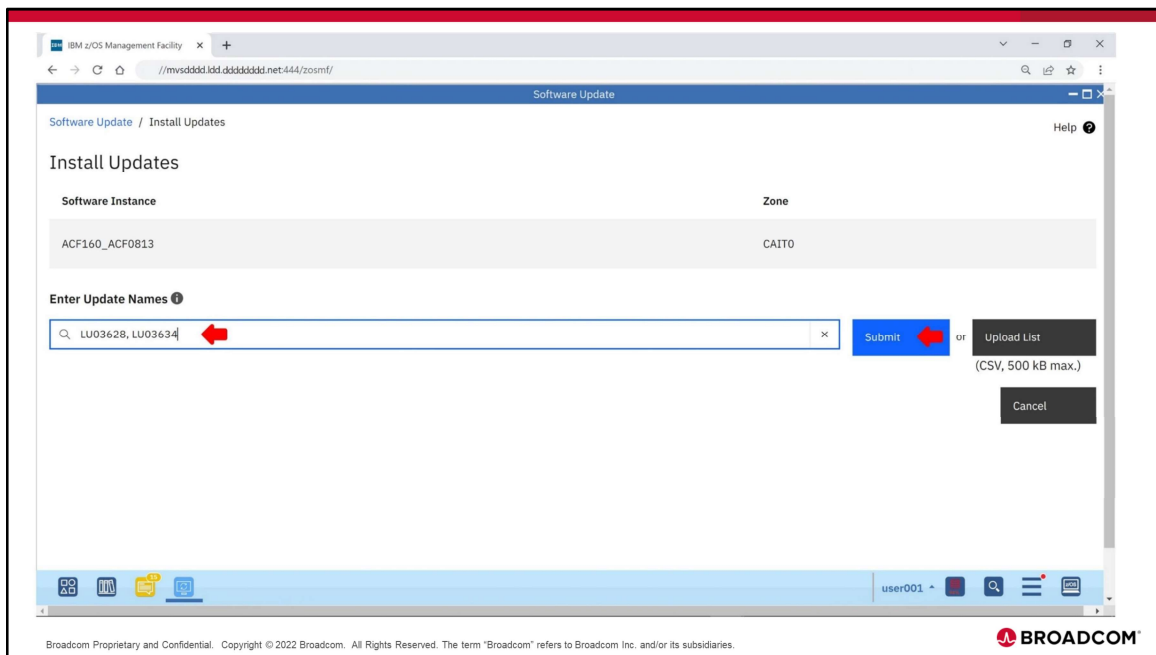 IBM z/OS Management Facility
//mvsdddd.ldd.dddddddd.net:444/zosmf/
Software Update
Software Update / Install Updates
Help
Install Updates
Software Instance Zone
ACF160_ACF0813 CAIT0
Enter Update Names
LU03628, LU03634
Submit or Upload List
(CSV, 500 kB max.)
Cancel
user001
Broadcom Proprietary and Confidential. Copyright © 2022 Broadcom. All Rights Reserved. The term "Broadcom" refers to Broadcom Inc. and/or its subsidiaries.
BROADCOM®